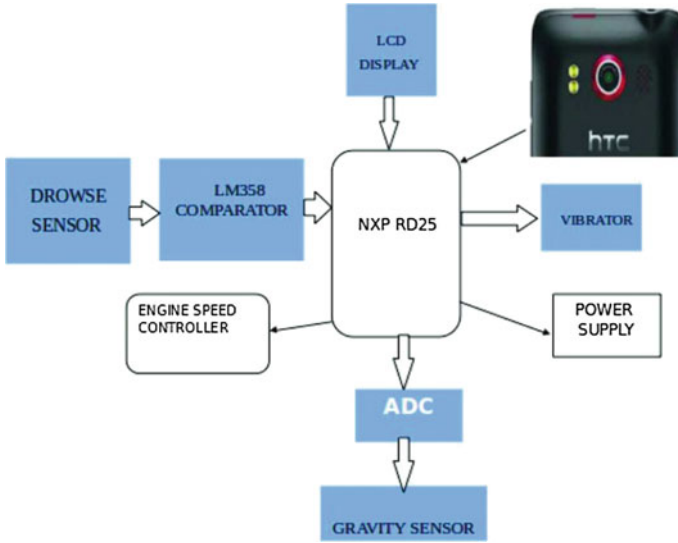 LCD
DISPLAY
hTC
DROWSE
SENSOR
LM358
COMPARATOR
NXP RD25
VIBRATOR
ENGINE SPEED
CONTROLLER
POWER
SUPPLY
ADC
GRAVITY SENSOR